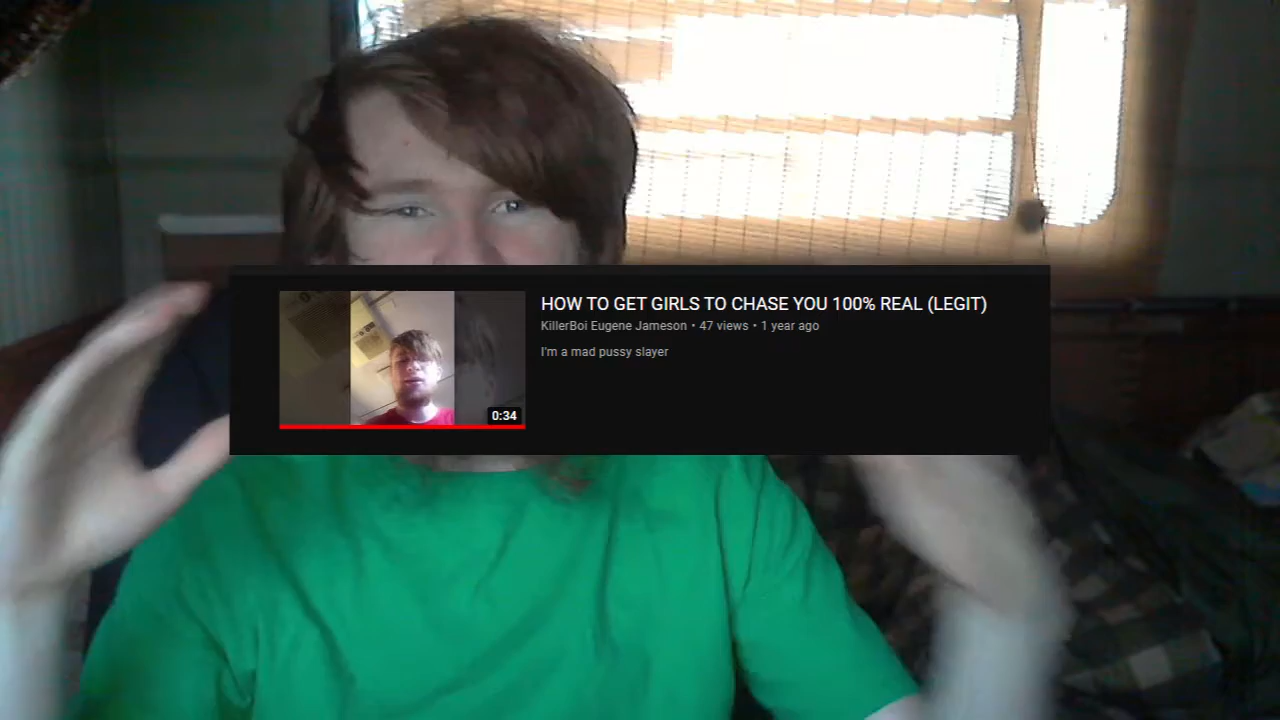 HOW TO GET GIRLS TO CHASE YOU 100% REAL (LEGIT)
KillerBoi Eugene Jameson • 47 views • 1 year ago
I'm a mad pussy slayer
0:34